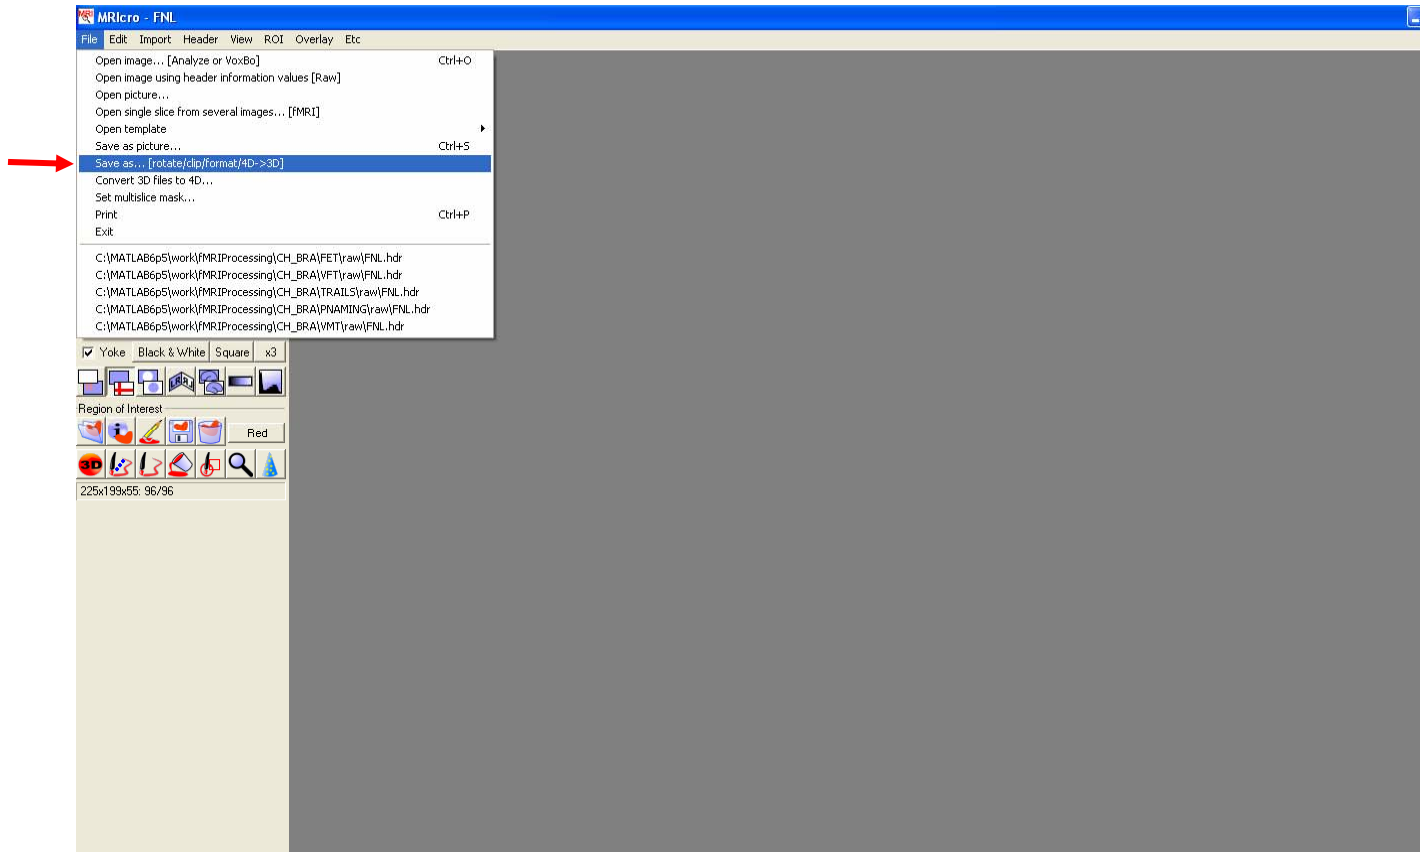 MRIcro - FNL
File Edit Import Header View ROI Overlay Etc
Open image... [Analyze or VoxBo] Ctrl+O
Open image using header information values [Raw]
Open picture...
Open single slice from several images... [fMRI]
Open template
Save as picture... Ctrl+S
Save as... [rotate/clip/format/4D->3D]
Convert 3D files to 4D...
Set multislice mask...
Print Ctrl+P
Exit
C:\MATLAB6p5\work\fMRIProcessing\CH_BRA\FET\raw\FNL.hdr
C:\MATLAB6p5\work\fMRIProcessing\CH_BRA\VFT\raw\FNL.hdr
C:\MATLAB6p5\work\fMRIProcessing\CH_BRA\TRAILS\raw\FNL.hdr
C:\MATLAB6p5\work\fMRIProcessing\CH_BRA\PNAMING\raw\FNL.hdr
C:\MATLAB6p5\work\fMRIProcessing\CH_BRA\VMT\raw\FNL.hdr
Yoke Black & White Square x3
Region of Interest
Red
3D
225x199x55: 96/96